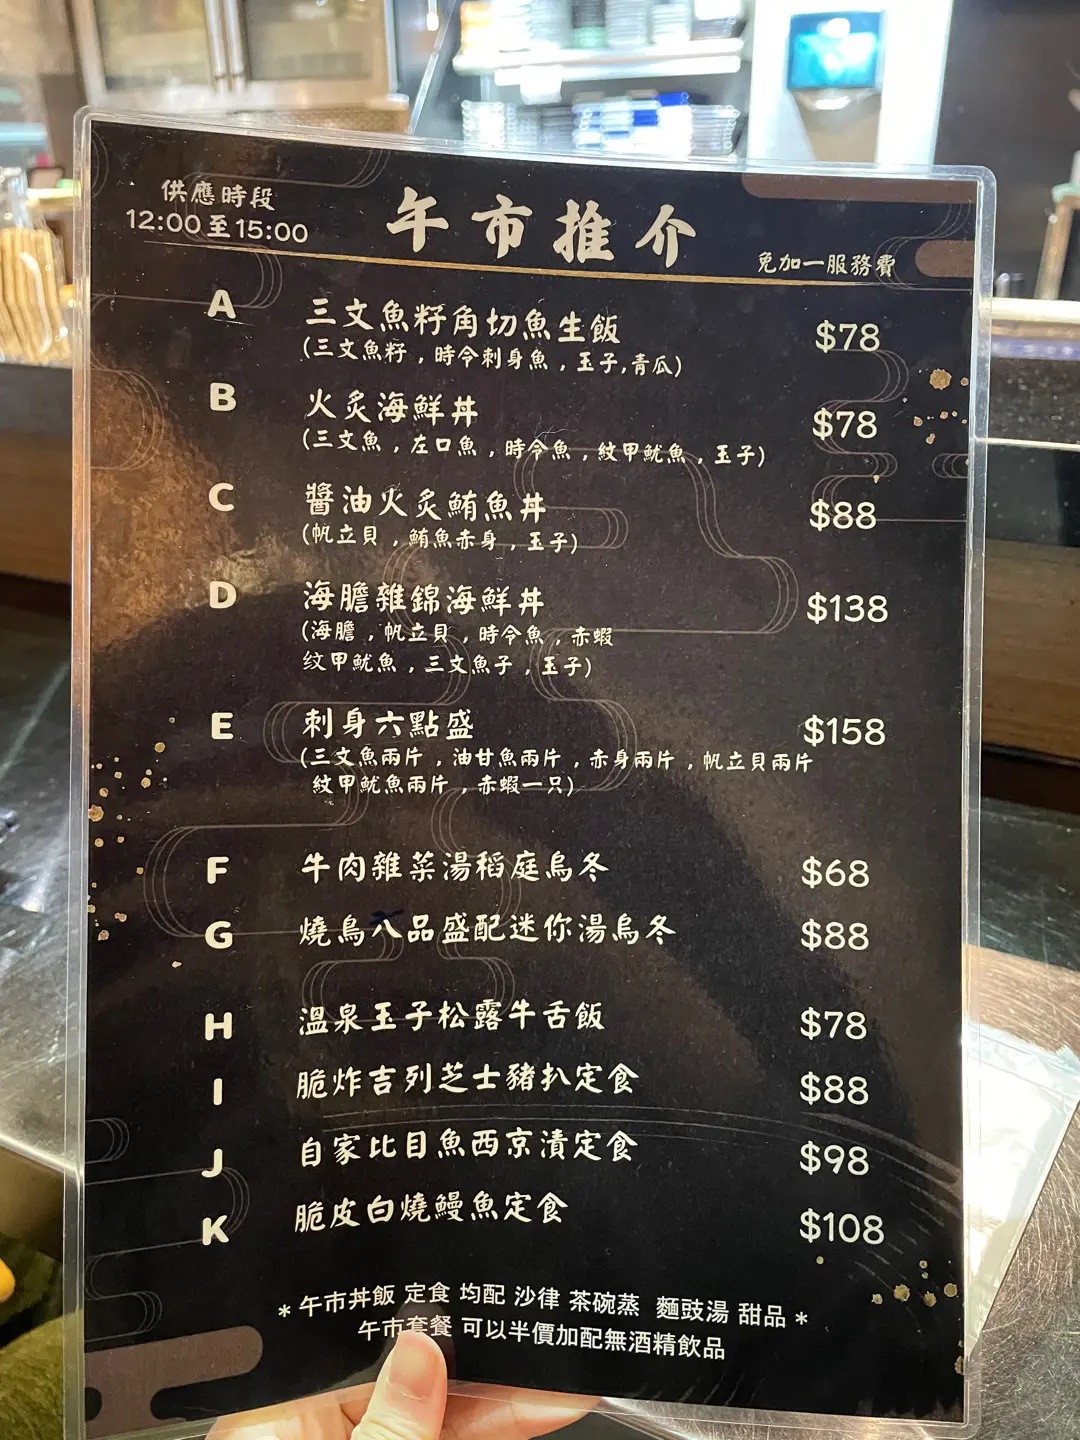 供應時段
12:00至15:00
午市推介
免加一服務費
A 三文魚籽角切魚生飯 $78
(三文魚籽,時令刺身魚,玉子,青瓜)
B 火炙海鮮丼 $78
(三文魚,左口魚,時令魚,紋甲魷魚,玉子)
C 醬油火炙鮪魚丼 $88
(帆立貝,鮪魚赤身,玉子)
D 海膽雜錦海鮮丼 $138
(海膽,帆立貝,時令魚,赤蝦
纹甲魷魚,三文魚子,玉子)
E 刺身六點盛 $158
(三文魚兩片,油甘魚兩片,赤身兩片,帆立貝兩片
紋甲魷魚兩片,赤蝦一只)
F 牛肉雜菜湯稻庭烏冬 $68
G 燒鳥八品盛配迷你湯烏冬 $88
H 溫泉玉子松露牛舌飯 $78
I 脆炸吉列芝士豬扒定食 $88
J 自家比目魚西京漬定食 $98
K 脆皮白燒鰻魚定食 $108
*午市丼飯 定食 均配 沙律 茶碗蒸 麵豉湯 甜品*
午市套餐 可以半價加配無酒精飲品